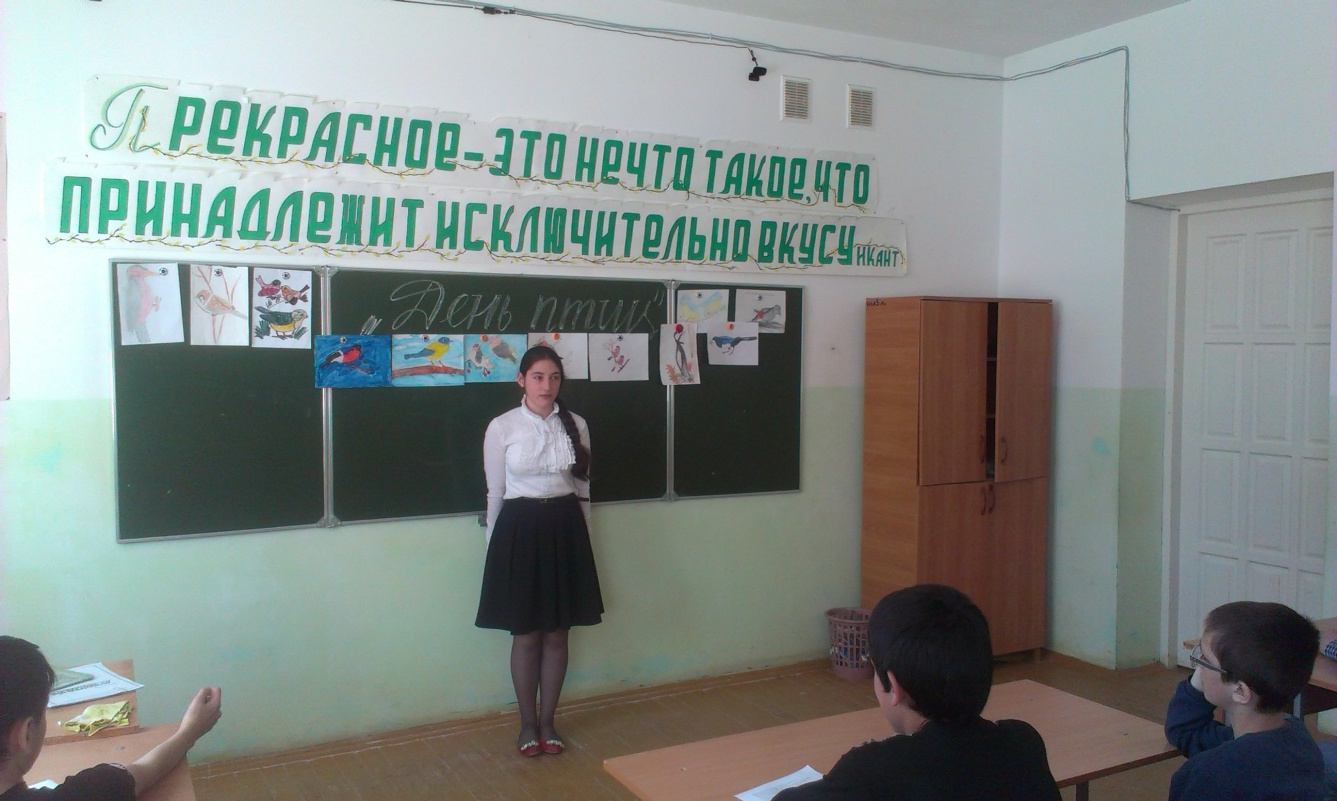 Прекрасное - это нечто такое, что
принадлежит исключительно вкусу
И КАНТ
"День птиц"